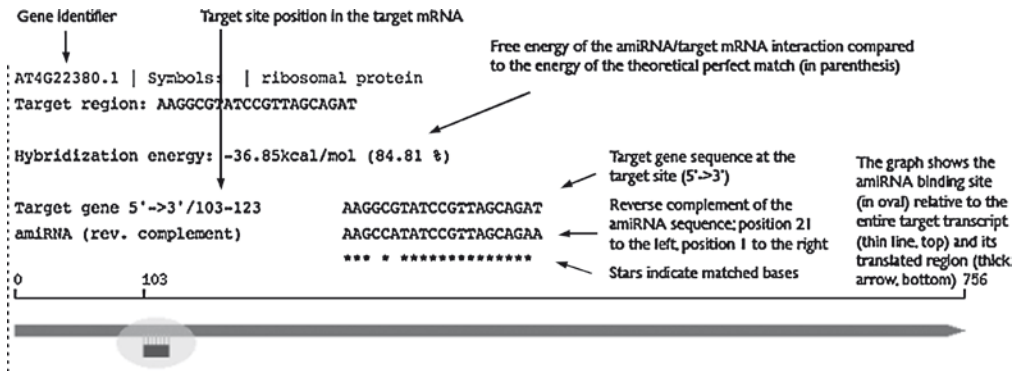 Gene Identifier
Target site position in the target mRNA
Free energy of the amiRNA/target mRNA interaction compared
to the energy of the theoretical perfect match (in parenthesis)
AT4G22380.1 | Symbols: | ribosomal protein
Target region: AAGGCGTATCCGTTAGCAGAT
Hybridization energy: -36.85kcal/mol (84.81 %)
Target gene sequence at the
target site (5'->3')
Target gene 5'->3'/103-123 AAGGCGTATCCGTTAGCAGAT
amiRNA (rev. complement) AAGCCATATCCGTTAGCAGAA
*** * ***************
Reverse complement of the
amiRNA sequence; position 21
to the left, position 1 to the right
Stars indicate matched bases
The graph shows the
amiRNA binding site
(in oval) relative to the
entire target transcript
(thin line, top) and its
translated region (thick
arrow, bottom)
0 103 756